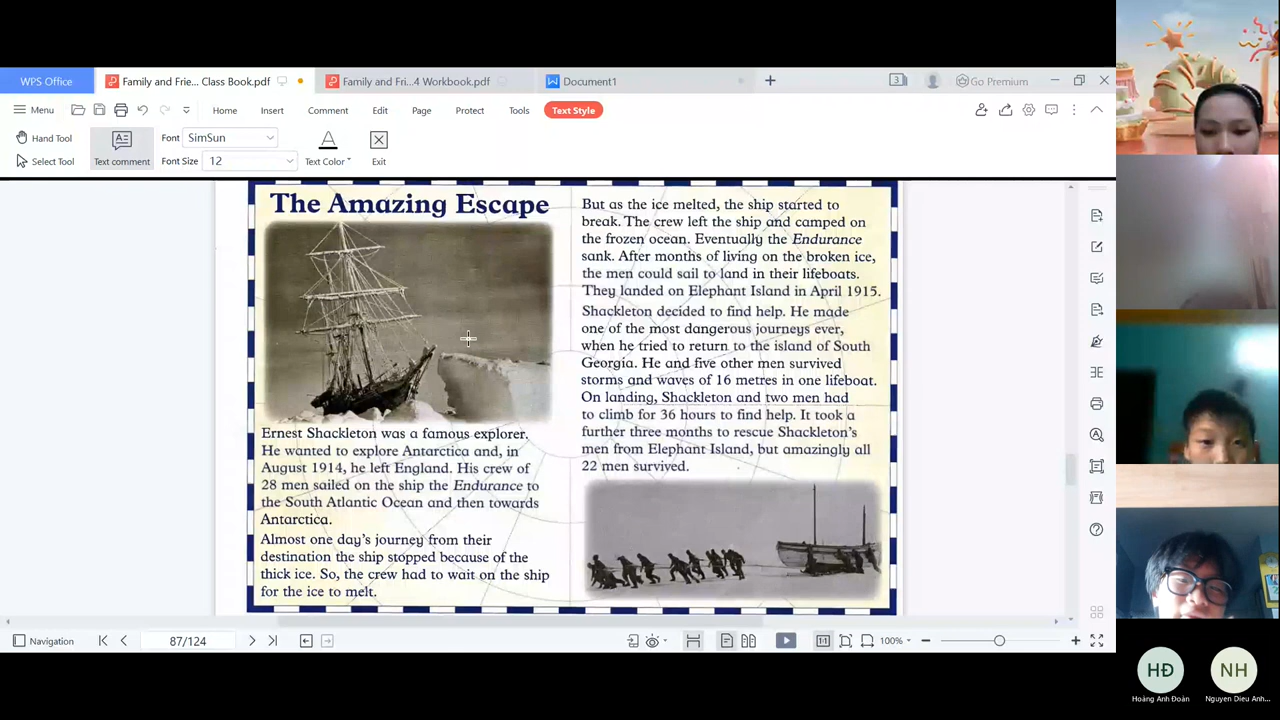 WPS Office
Family and Frie... Class Book.pdf
Family and Fri...4 Workbook.pdf
Document1
3
Go Premium
Menu
Home
Insert
Comment
Edit
Page
Protect
Tools
Text Style
Hand Tool
Select Tool
Text comment
Font
SimSun
Font Size
12
Text Color
Exit
The Amazing Escape
Ernest Shackleton was a famous explorer.
He wanted to explore Antarctica and, in
August 1914, he left England. His crew of
28 men sailed on the ship the Endurance to
the South Atlantic Ocean and then towards
Antarctica.
Almost one day's journey from their
destination the ship stopped because of the
thick ice. So, the crew had to wait on the ship
for the ice to melt.
But as the ice melted, the ship started to
break. The crew left the ship and camped on
the frozen ocean. Eventually the Endurance
sank. After months of living on the broken ice,
the men could sail to land in their lifeboats.
They landed on Elephant Island in April 1915.
Shackleton decided to find help. He made
one of the most dangerous journeys ever,
when he tried to return to the island of South
Georgia. He and five other men survived
storms and waves of 16 metres in one lifeboat.
On landing, Shackleton and two men had
to climb for 36 hours to find help. It took a
further three months to rescue Shackleton's
men from Elephant Island, but amazingly all
22 men survived.
Navigation
87/124
100%
HĐ
NH
Hoàng Anh Đoàn
Nguyen Dieu Anh...